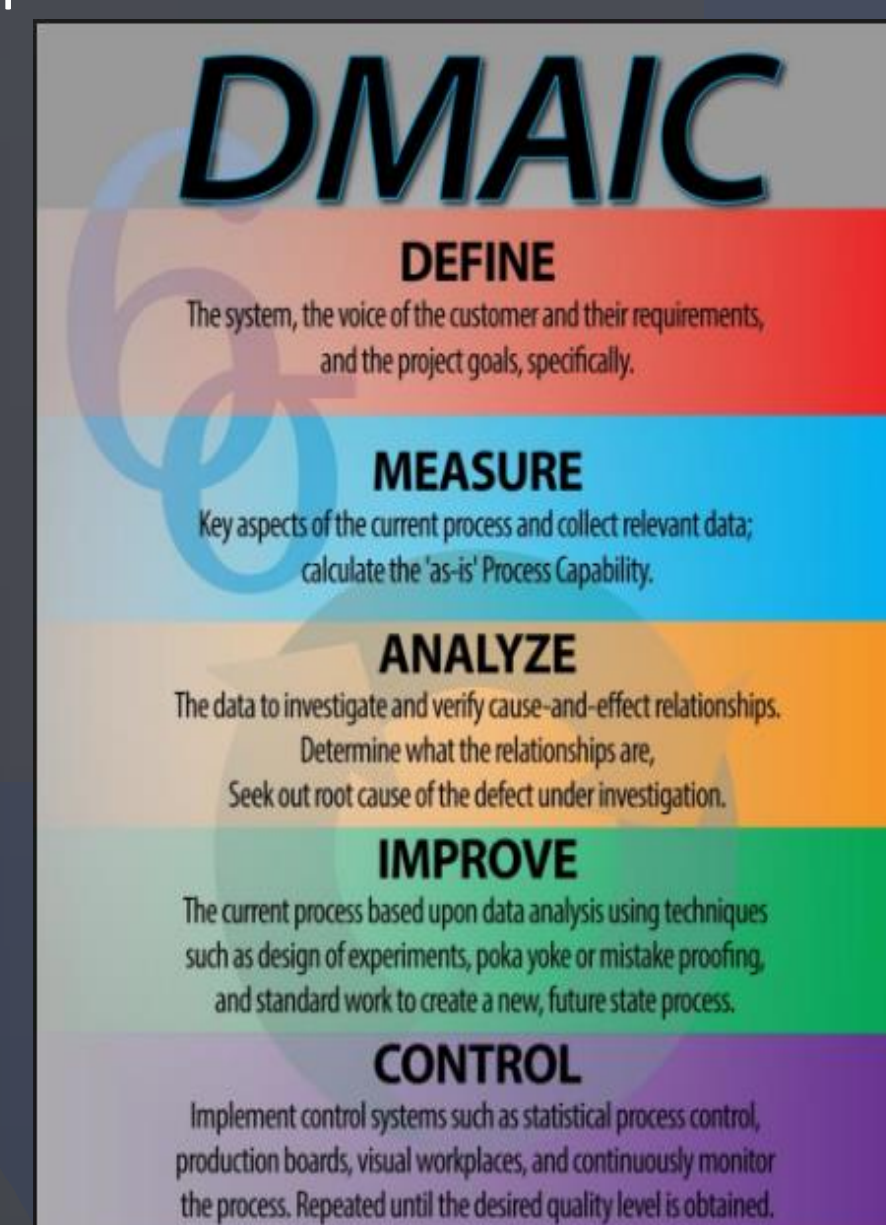 DMAIC
6σ
DEFINE
The system, the voice of the customer and their requirements,
and the project goals, specifically.
MEASURE
Key aspects of the current process and collect relevant data;
calculate the 'as-is' Process Capability.
ANALYZE
The data to investigate and verify cause-and-effect relationships.
Determine what the relationships are,
Seek out root cause of the defect under investigation.
IMPROVE
The current process based upon data analysis using techniques
such as design of experiments, poka yoke or mistake proofing,
and standard work to create a new, future state process.
CONTROL
Implement control systems such as statistical process control,
production boards, visual workplaces, and continuously monitor
the process. Repeated until the desired quality level is obtained.